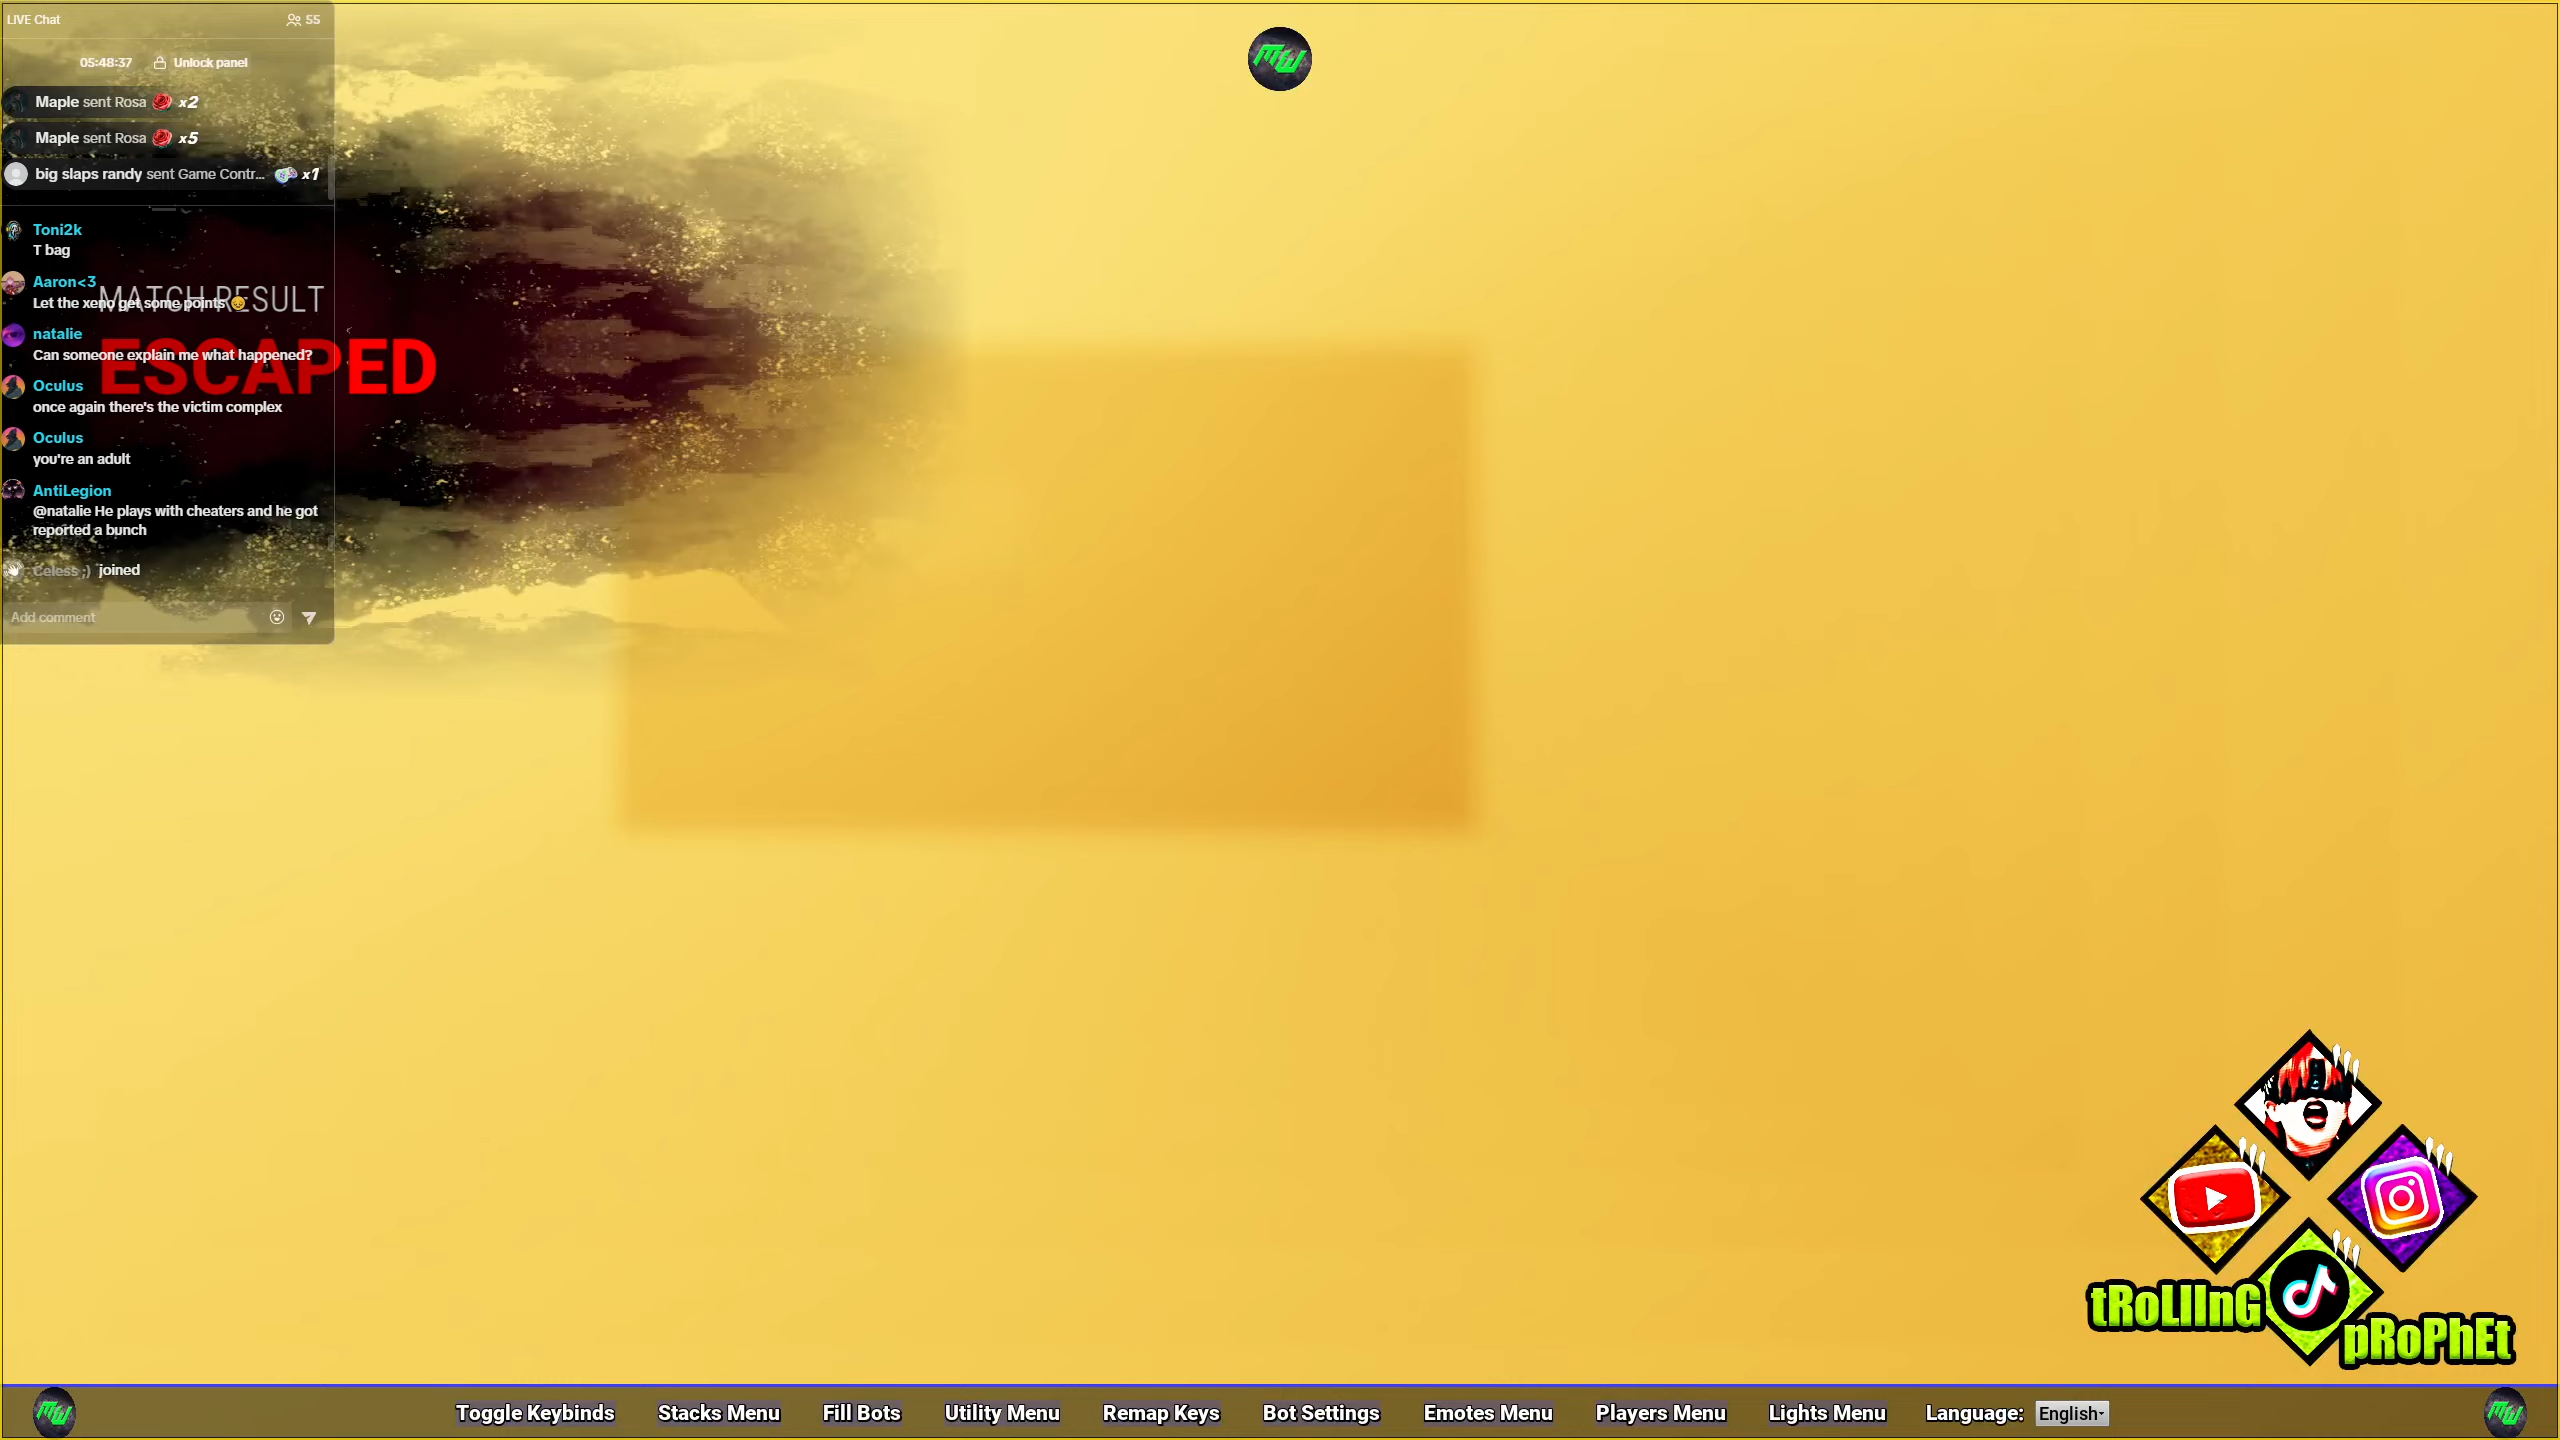 LIVE Chat
55
05:48:37
Unlock panel
Maple sent Rosa x2
Maple sent Rosa x5
big slaps randy sent Game Contr... x1
Toni2k
T bag
Aaron<3
Let the xeno get some points
MATCH RESULT
natalie
Can someone explain me what happened?
ESCAPED
Oculus
once again there's the victim complex
Oculus
you're an adult
AntiLegion
@natalie He plays with cheaters and he got
reported a bunch
Celess ;) joined
Add comment
MW
tRoLlInG
pRoPhEt
MW
Toggle Keybinds
Stacks Menu
Fill Bots
Utility Menu
Remap Keys
Bot Settings
Emotes Menu
Players Menu
Lights Menu
Language: English
MW